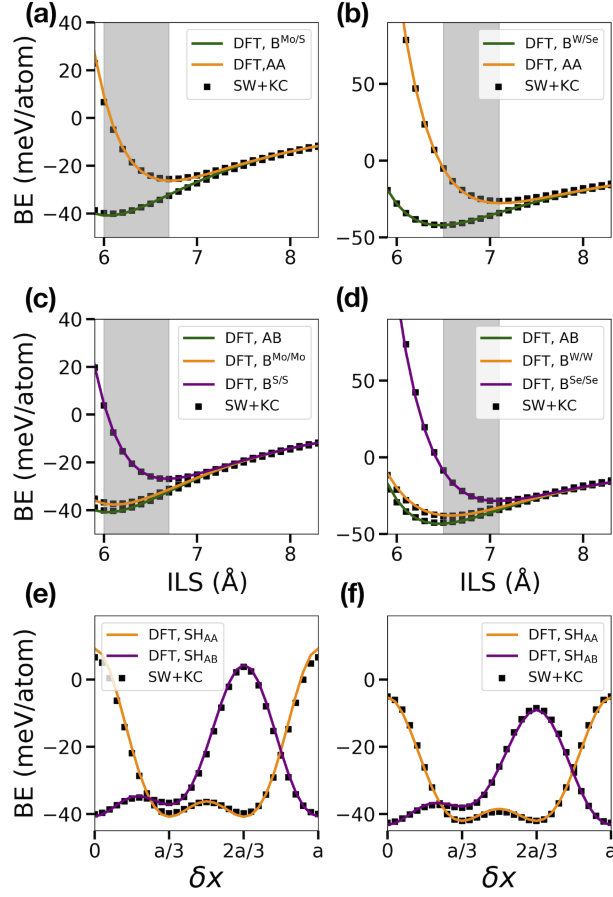 (a)
BE (meV/atom)
40
20
0
−20
−40
6
7
8
DFT, B^Mo/S
DFT,AA
SW+KC
(b)
50
0
−50
6
7
8
DFT, B^W/Se
DFT, AA
SW+KC
(c)
BE (meV/atom)
40
20
0
−20
−40
6
7
8
ILS (Å)
DFT, AB
DFT, B^Mo/Mo
DFT, B^S/S
SW+KC
(d)
50
0
−50
6
7
8
ILS (Å)
DFT, AB
DFT, B^W/W
DFT, B^Se/Se
SW+KC
(e)
BE (meV/atom)
0
−20
−40
0
a/3
2a/3
a
δx
DFT, SH_AA
DFT, SH_AB
SW+KC
(f)
0
−20
−40
0
a/3
2a/3
a
δx
DFT, SH_AA
DFT, SH_AB
SW+KC